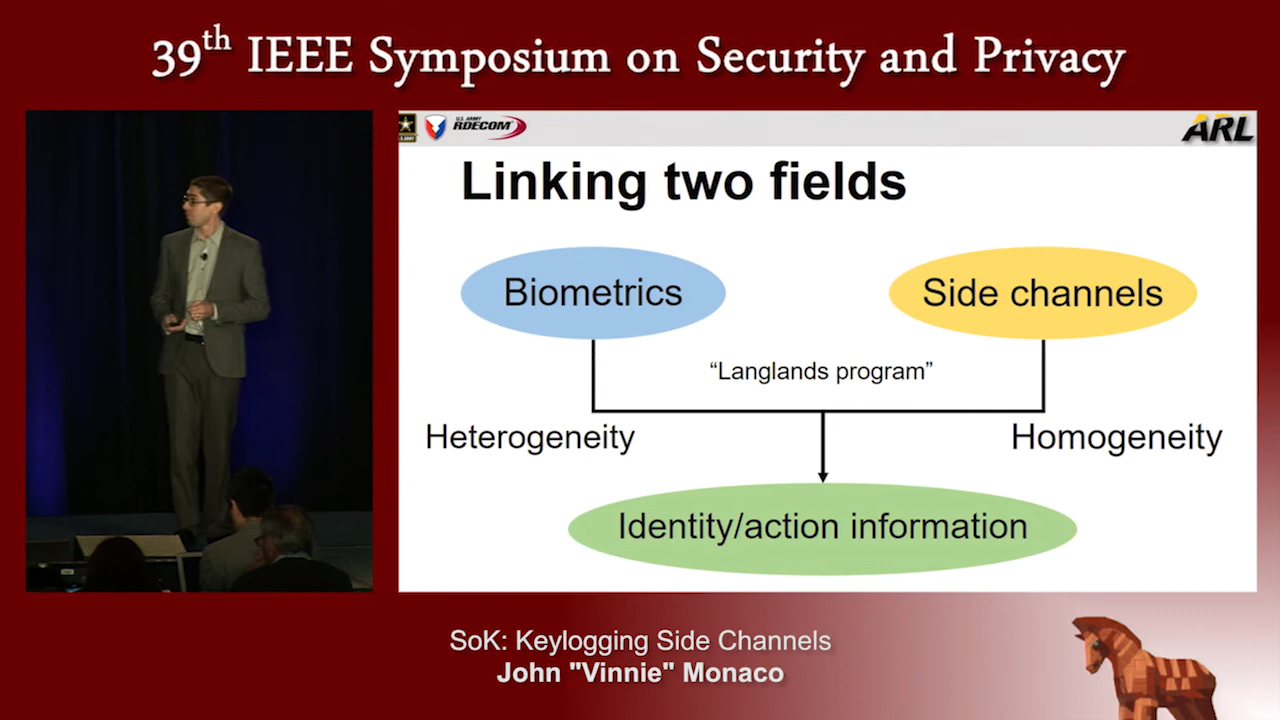 39th IEEE Symposium on Security and Privacy
U.S. ARMY
RDECOM
ARL
Linking two fields
Biometrics
Side channels
“Langlands program”
Heterogeneity
Homogeneity
Identity/action information
SoK: Keylogging Side Channels
John "Vinnie" Monaco